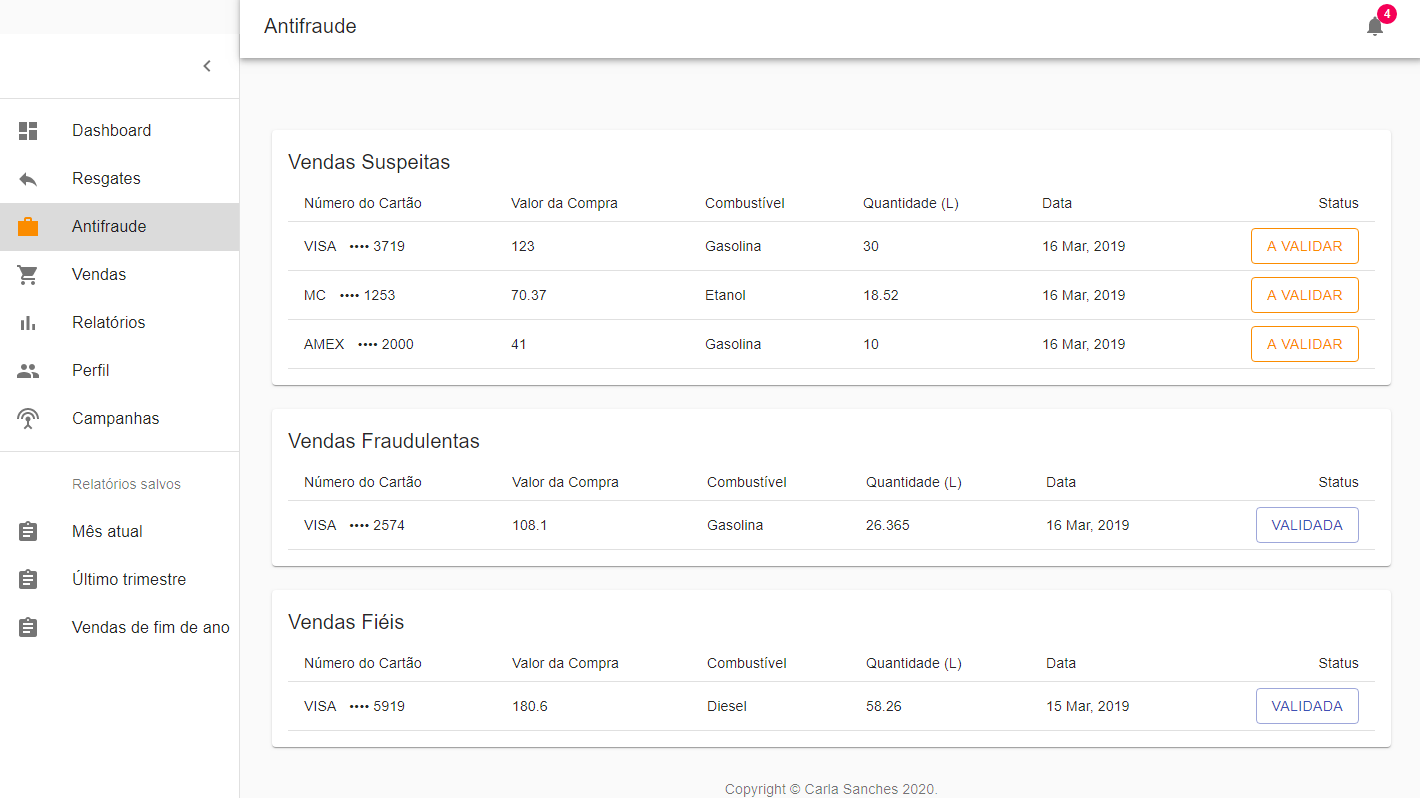 Antifraude
4
Dashboard
Resgates
Antifraude
Vendas
Relatórios
Perfil
Campanhas
Relatórios salvos
Mês atual
Último trimestre
Vendas de fim de ano
Vendas Suspeitas
Número do Cartão Valor da Compra Combustível Quantidade (L) Data Status
VISA •••• 3719 123 Gasolina 30 16 Mar, 2019 A VALIDAR
MC •••• 1253 70.37 Etanol 18.52 16 Mar, 2019 A VALIDAR
AMEX •••• 2000 41 Gasolina 10 16 Mar, 2019 A VALIDAR
Vendas Fraudulentas
Número do Cartão Valor da Compra Combustível Quantidade (L) Data Status
VISA •••• 2574 108.1 Gasolina 26.365 16 Mar, 2019 VALIDADA
Vendas Fiéis
Número do Cartão Valor da Compra Combustível Quantidade (L) Data Status
VISA •••• 5919 180.6 Diesel 58.26 15 Mar, 2019 VALIDADA
Copyright © Carla Sanches 2020.